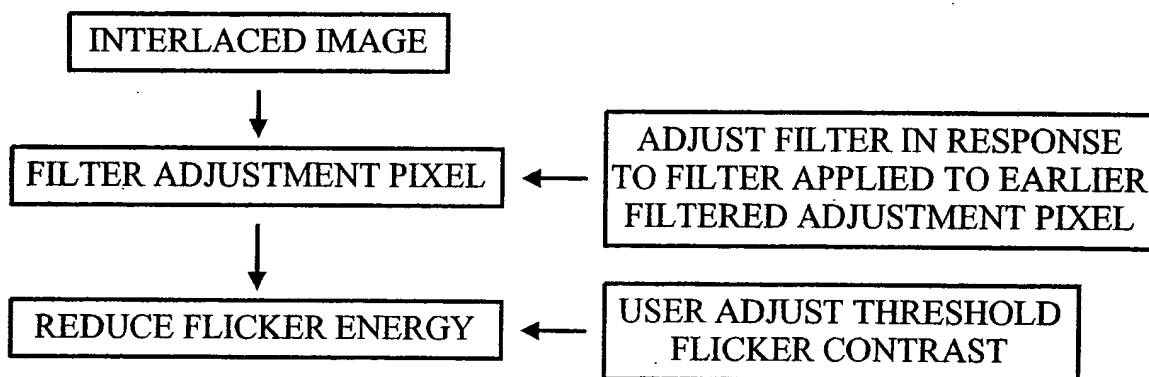 INTERLACED IMAGE
FILTER ADJUSTMENT PIXEL
ADJUST FILTER IN RESPONSE
TO FILTER APPLIED TO EARLIER
FILTERED ADJUSTMENT PIXEL
REDUCE FLICKER ENERGY
USER ADJUST THRESHOLD
FLICKER CONTRAST